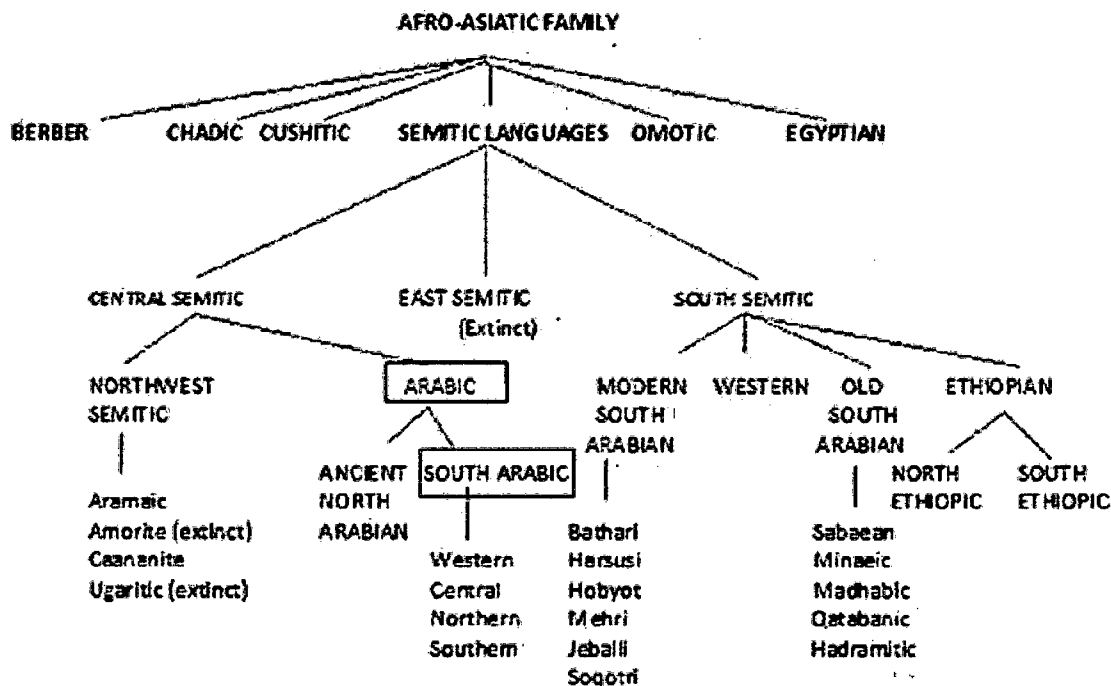 AFRO-ASIATIC FAMILY
BERBER CHADIC CUSHITIC SEMITIC LANGUAGES OMOTIC EGYPTIAN
CENTRAL SEMITIC EAST SEMITIC SOUTH SEMITIC
(Extinct)
NORTHWEST ARABIC MODERN WESTERN OLD ETHIOPIAN
SEMITIC SOUTH SOUTH
ARABIAN ARABIAN
ANCIENT SOUTH ARABIC NORTH SOUTH
NORTH ETHIOPIC ETHIOPIC
ARABIAN
Aramaic
Amorite (extinct)
Caananite
Ugaritic (extinct)
Western
Central
Northern
Southern
Bathari
Harsusi
Hobyot
Mehri
Jeballi
Soqotri
Sabaean
Minaeic
Madhabic
Qatabanic
Hadramitic